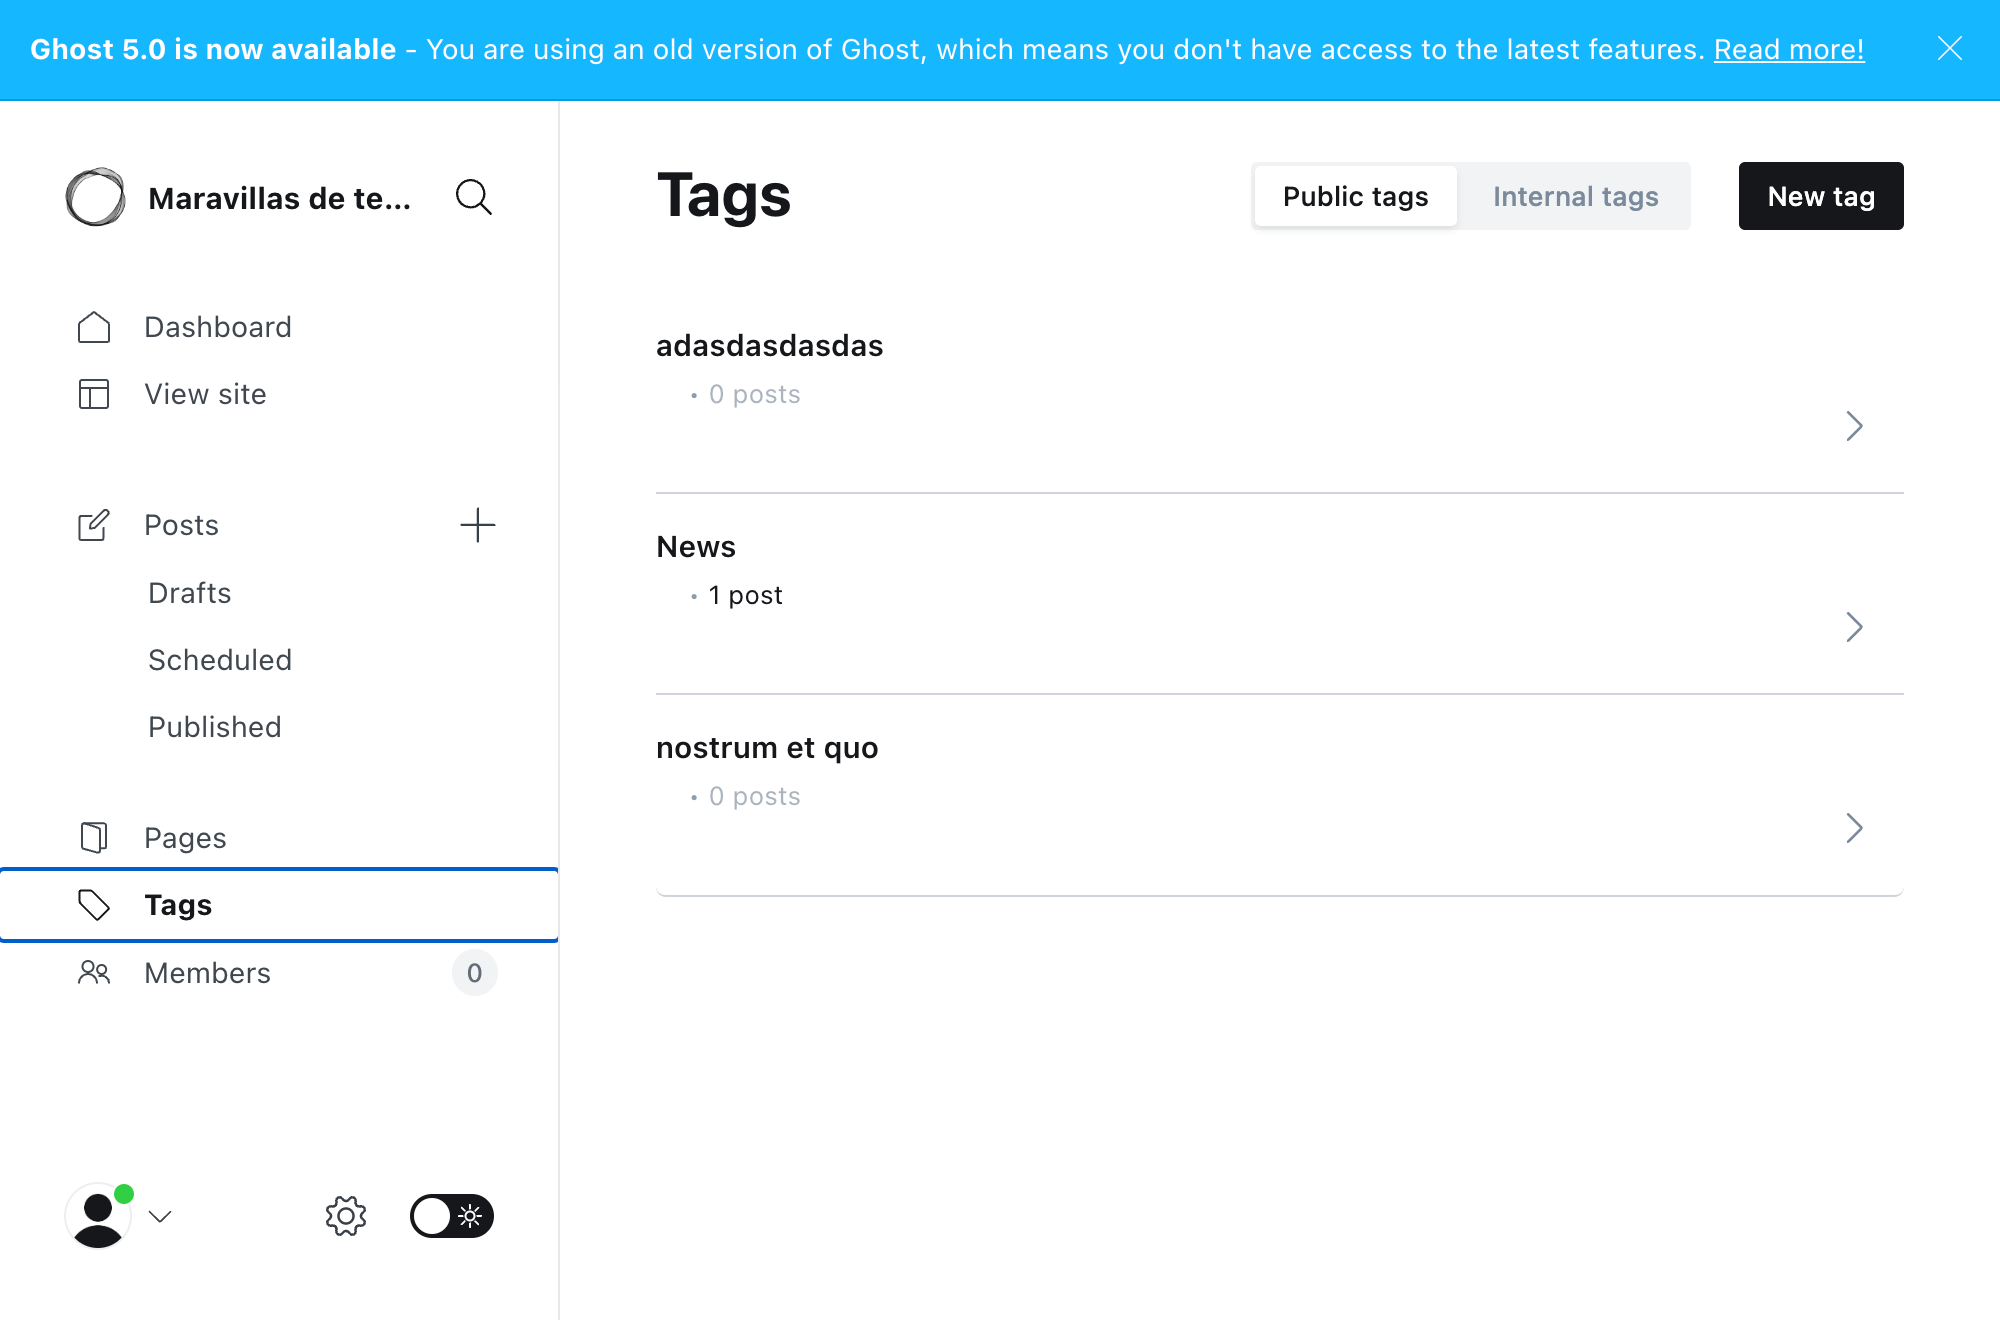 Ghost 5.0 is now available - You are using an old version of Ghost, which means you don't have access to the latest features. Read more!
Maravillas de te...
Dashboard
View site
Posts
Drafts
Scheduled
Published
Pages
Tags
Members
0
Tags
Public tags
Internal tags
New tag
adasdasdasdas
• 0 posts
News
• 1 post
nostrum et quo
• 0 posts